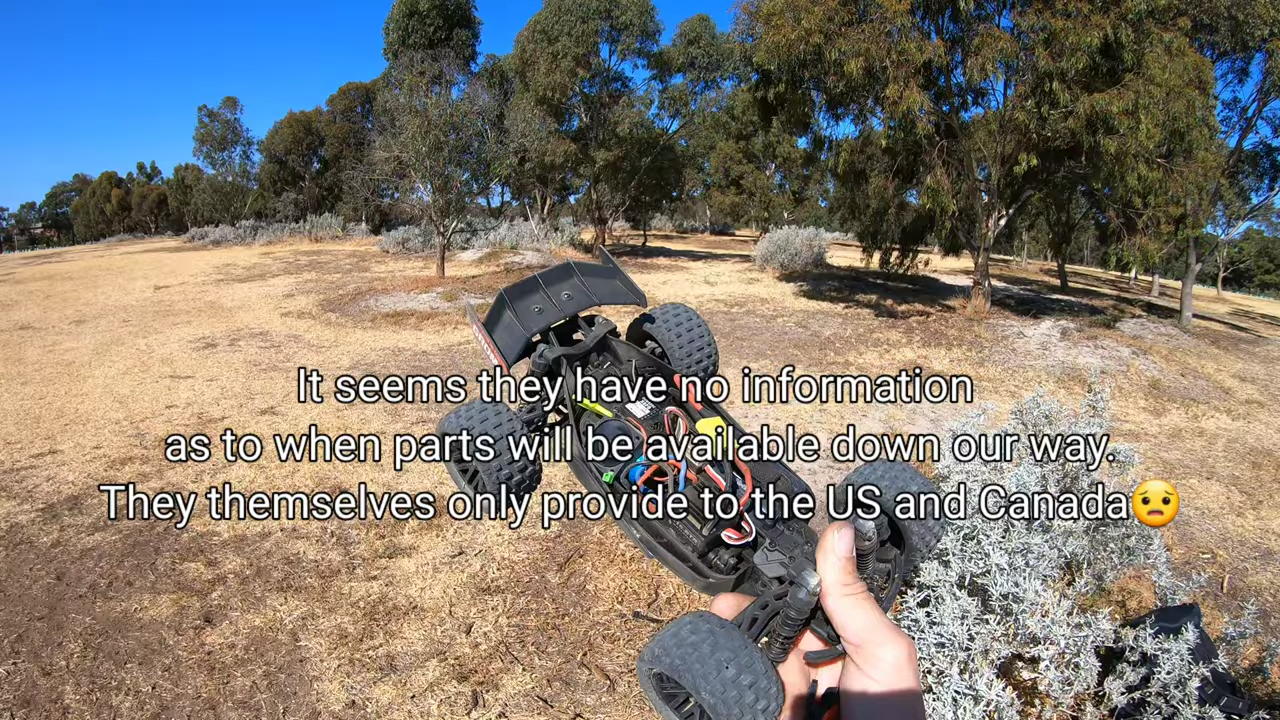 It seems they have no information
as to when parts will be available down our way.
They themselves only provide to the US and Canada😟